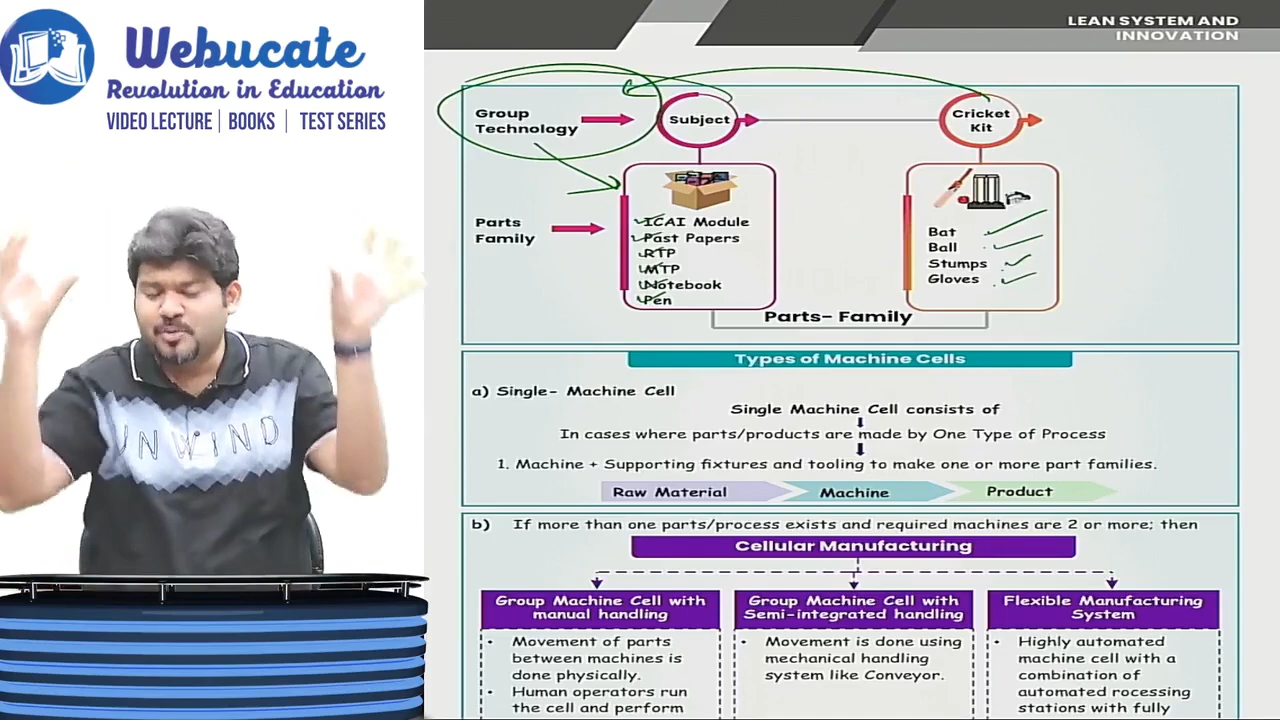 Webucate
Revolution in Education
VIDEO LECTURE | BOOKS | TEST SERIES
UNWIND
LEAN SYSTEM AND
INNOVATION
Group
Technology
Subject
Cricket
Kit
Parts
Family
ICAI Module
Past Papers
RTP
MTP
Notebook
Pen
Bat
Ball
Stumps
Gloves
Parts- Family
Types of Machine Cells
a) Single- Machine Cell
Single Machine Cell consists of
In cases where parts/products are made by One Type of Process
1. Machine + Supporting fixtures and tooling to make one or more part families.
Raw Material
Machine
Product
b) If more than one parts/process exists and required machines are 2 or more; then
Cellular Manufacturing
Group Machine Cell with
manual handling
• Movement of parts
between machines is
done physically.
• Human operators run
the cell and perform
Group Machine Cell with
Semi-integrated handling
• Movement is done using
mechanical handling
system like Conveyor.
Flexible Manufacturing
System
• Highly automated
machine cell with a
combination of
automated rocessing
stations with fully